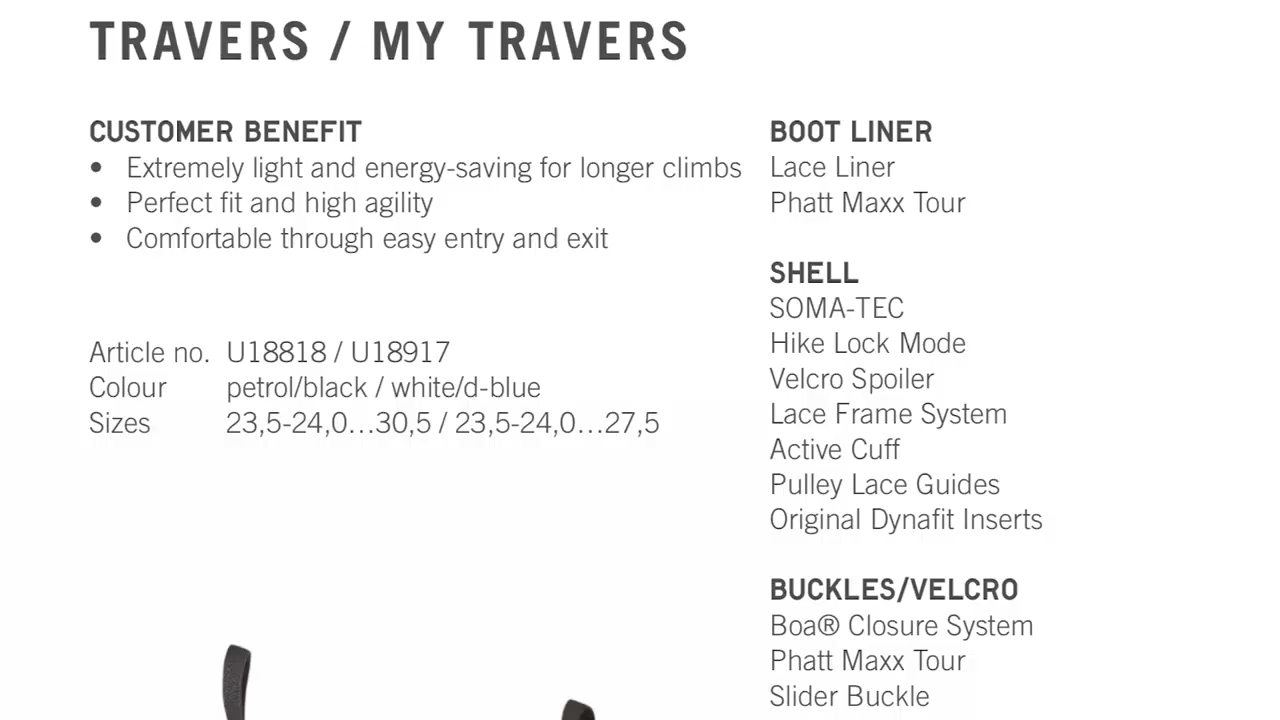 TRAVERS / MY TRAVERS
CUSTOMER BENEFIT
• Extremely light and energy-saving for longer climbs
• Perfect fit and high agility
• Comfortable through easy entry and exit
Article no. U18818 / U18917
Colour petrol/black / white/d-blue
Sizes 23,5-24,0…30,5 / 23,5-24,0…27,5
BOOT LINER
Lace Liner
Phatt Maxx Tour
SHELL
SOMA-TEC
Hike Lock Mode
Velcro Spoiler
Lace Frame System
Active Cuff
Pulley Lace Guides
Original Dynafit Inserts
BUCKLES/VELCRO
Boa® Closure System
Phatt Maxx Tour
Slider Buckle